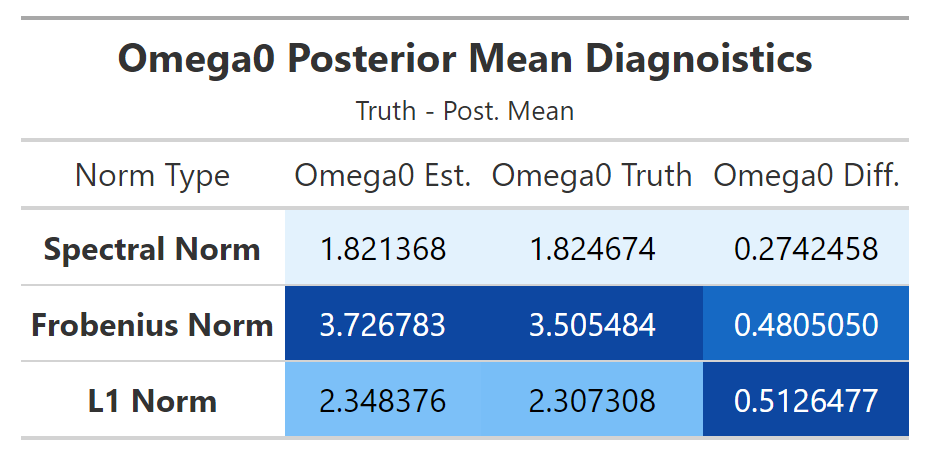 Omega0 Posterior Mean Diagnoistics
Truth - Post. Mean
Norm Type Omega0 Est. Omega0 Truth Omega0 Diff.
Spectral Norm 1.821368 1.824674 0.2742458
Frobenius Norm 3.726783 3.505484 0.4805050
L1 Norm 2.348376 2.307308 0.5126477